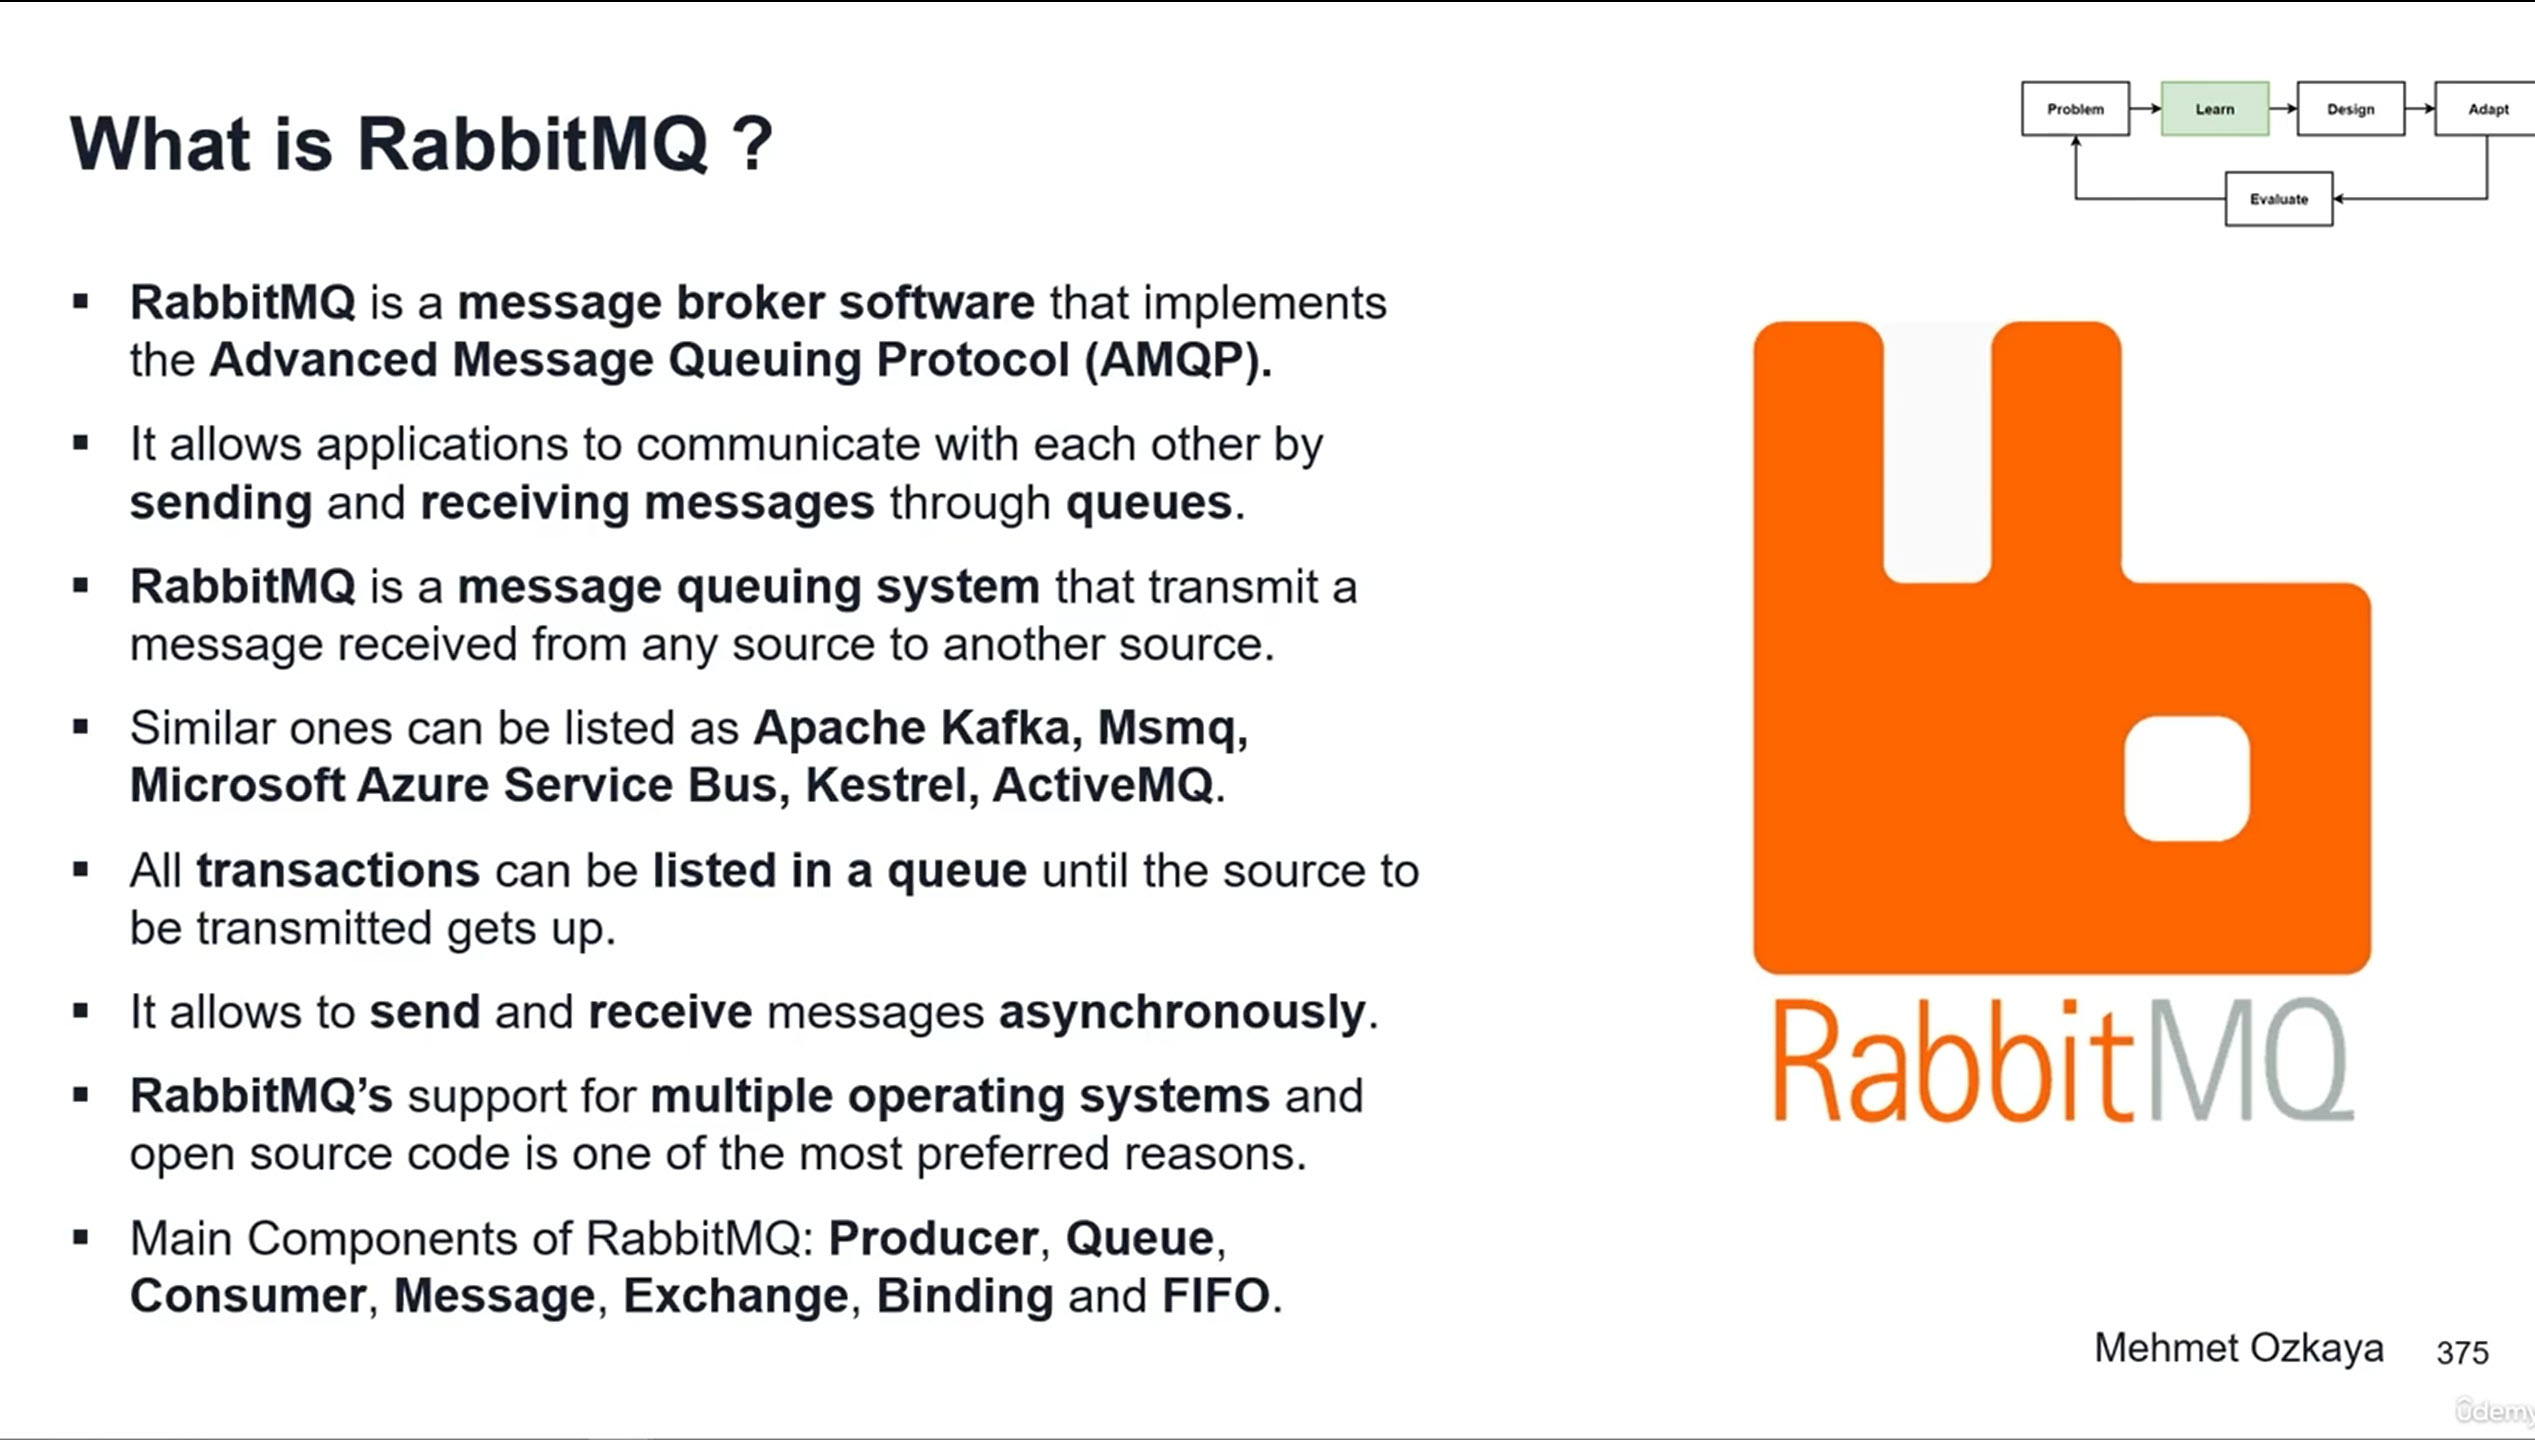 What is RabbitMQ ?
Problem
Learn
Design
Adapt
Evaluate
▪ RabbitMQ is a message broker software that implements
the Advanced Message Queuing Protocol (AMQP).
▪ It allows applications to communicate with each other by
sending and receiving messages through queues.
▪ RabbitMQ is a message queuing system that transmit a
message received from any source to another source.
▪ Similar ones can be listed as Apache Kafka, Msmq,
Microsoft Azure Service Bus, Kestrel, ActiveMQ.
▪ All transactions can be listed in a queue until the source to
be transmitted gets up.
▪ It allows to send and receive messages asynchronously.
▪ RabbitMQ’s support for multiple operating systems and
open source code is one of the most preferred reasons.
▪ Main Components of RabbitMQ: Producer, Queue,
Consumer, Message, Exchange, Binding and FIFO.
RabbitMQ
Mehmet Ozkaya 375
ûdemy